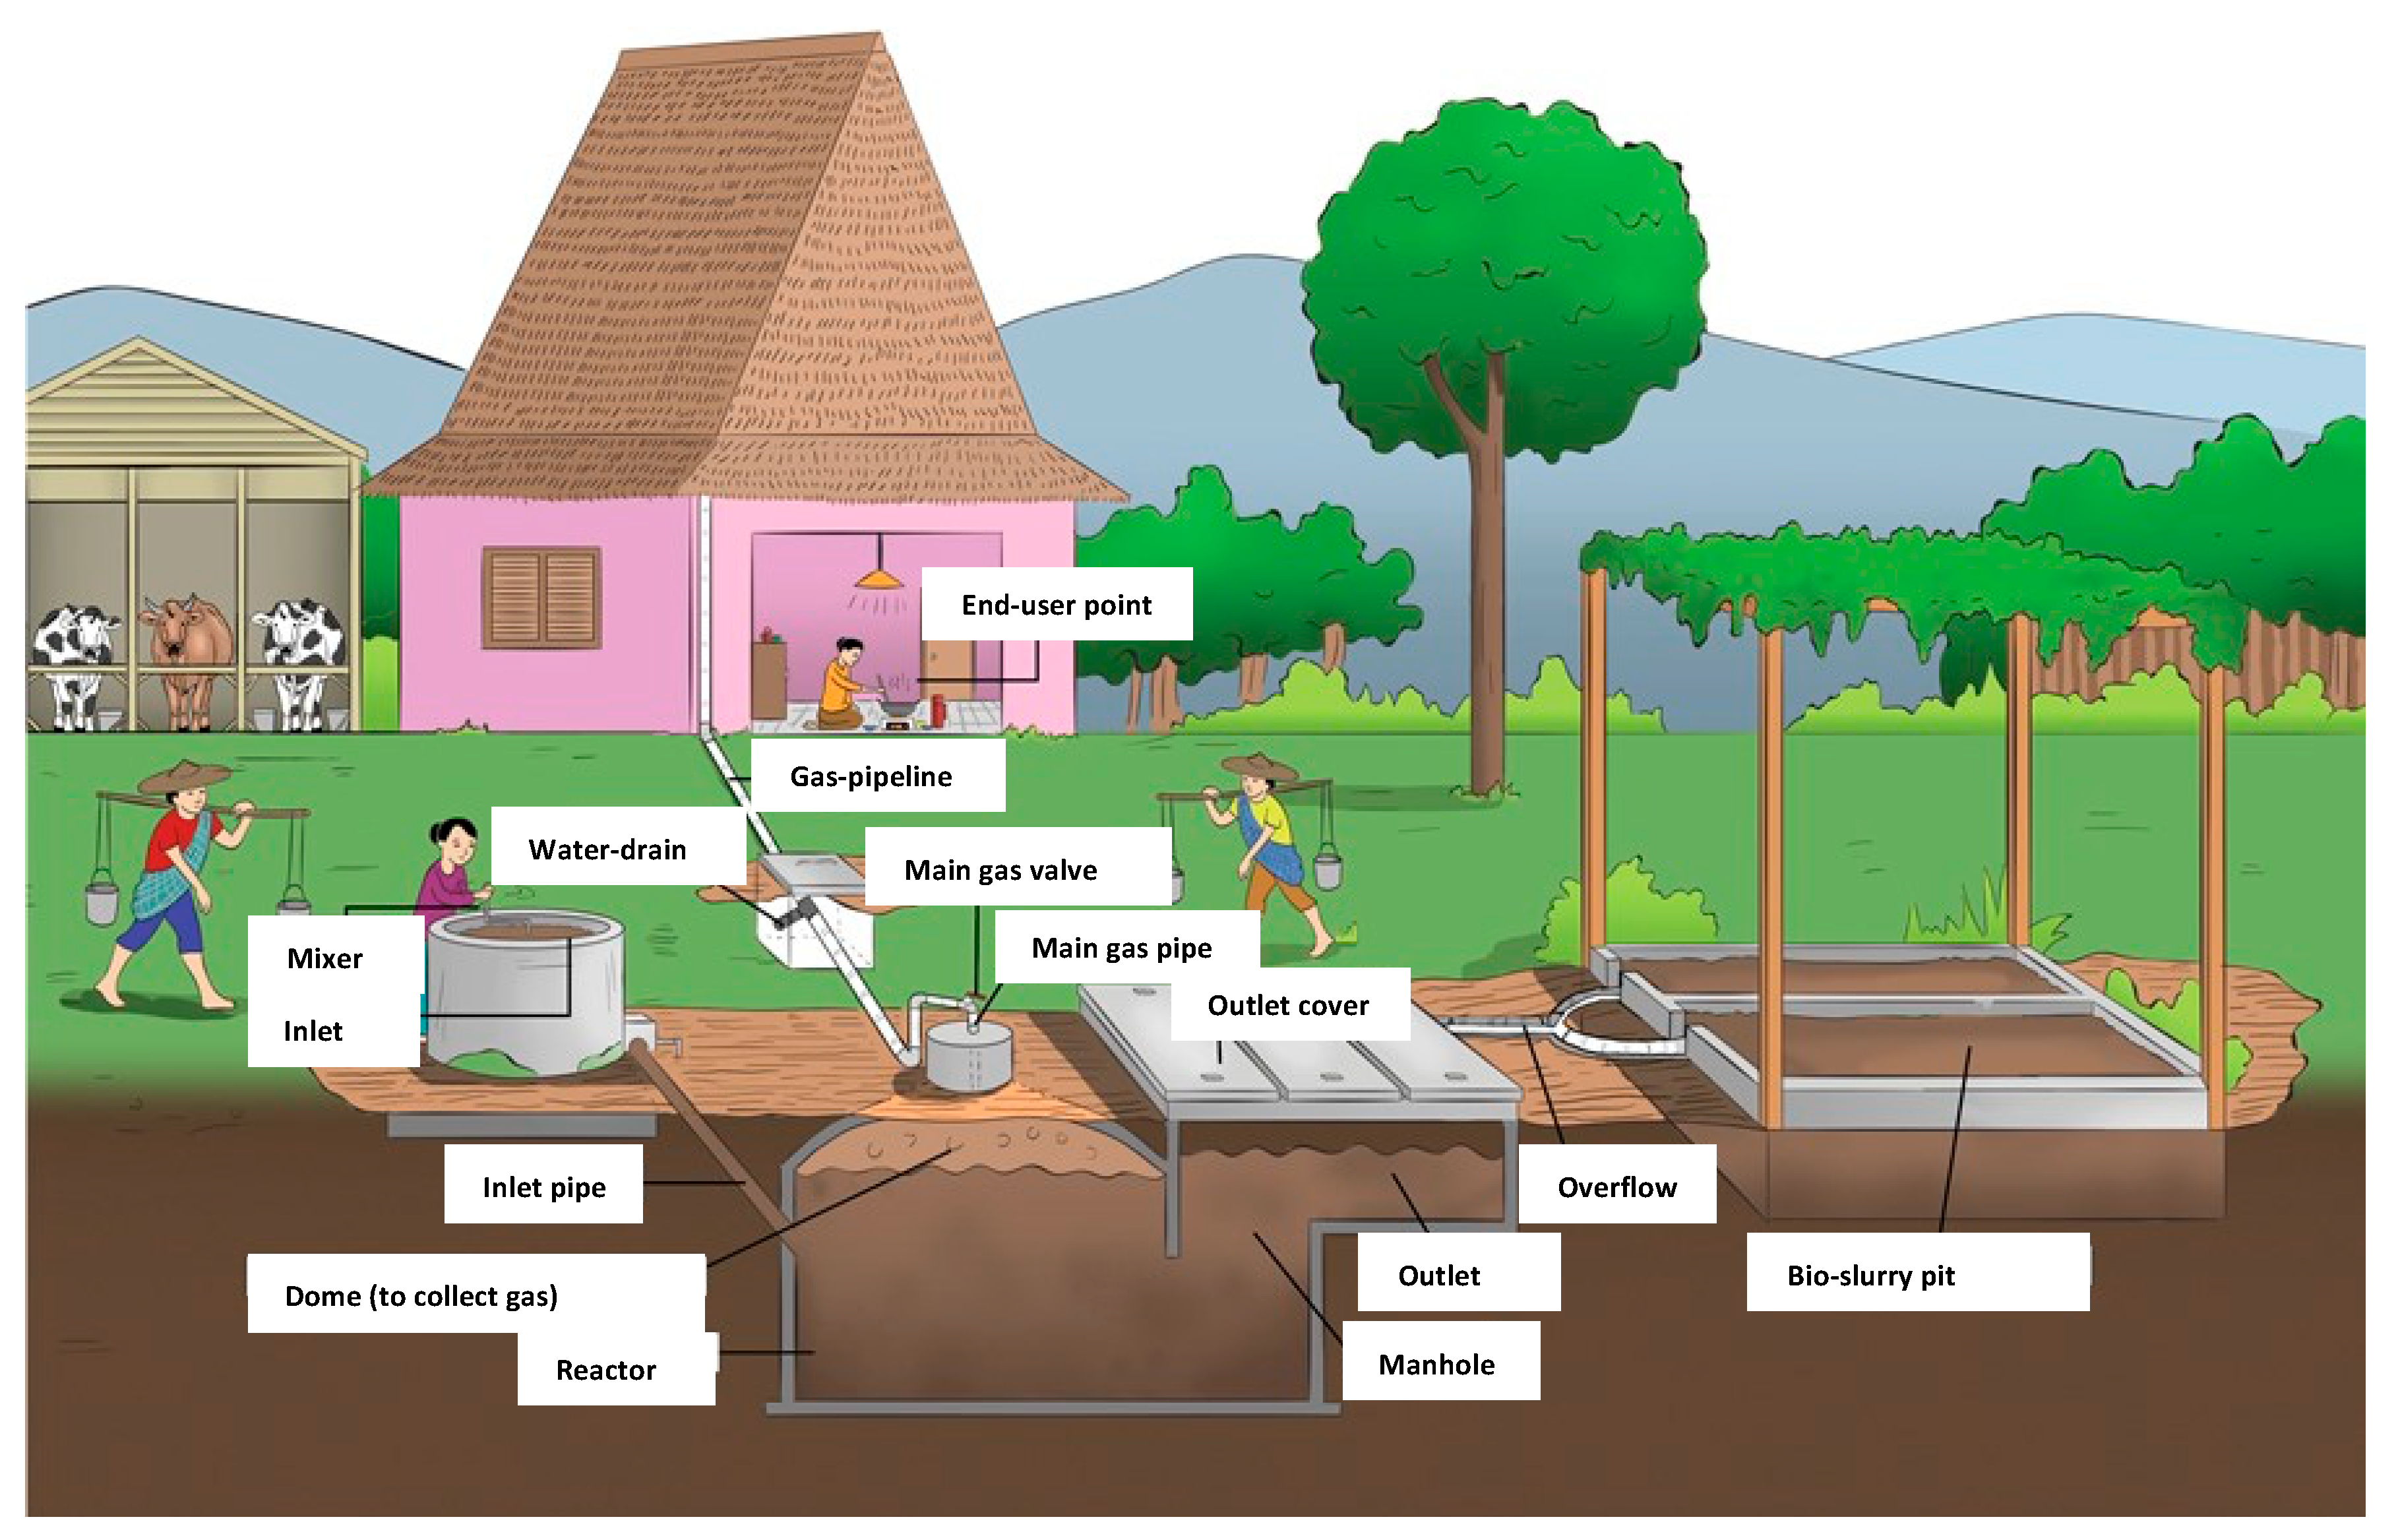 End-user point
Gas-pipeline
Water-drain
Main gas valve
Main gas pipe
Mixer
Outlet cover
Inlet
Inlet pipe
Overflow
Outlet
Bio-slurry pit
Dome (to collect gas)
Manhole
Reactor